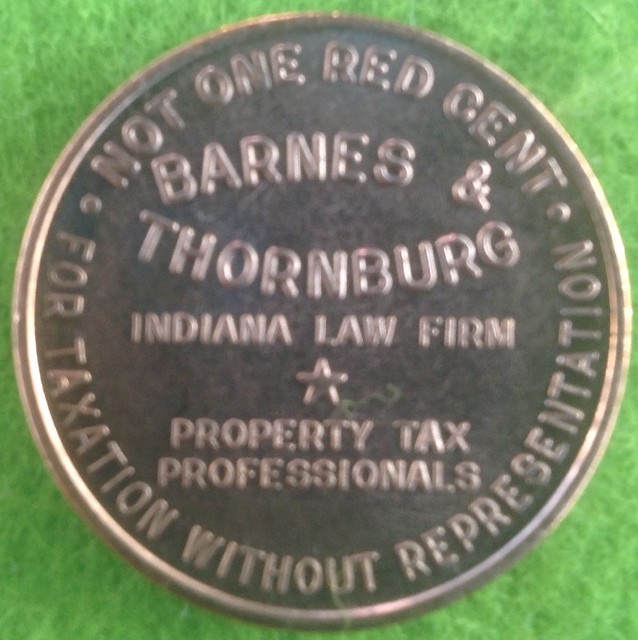 NOT ONE RED CENT
BARNES &
THORNBURG
INDIANA LAW FIRM
PROPERTY TAX
PROFESSIONALS
FOR TAXATION WITHOUT REPRESENTATION